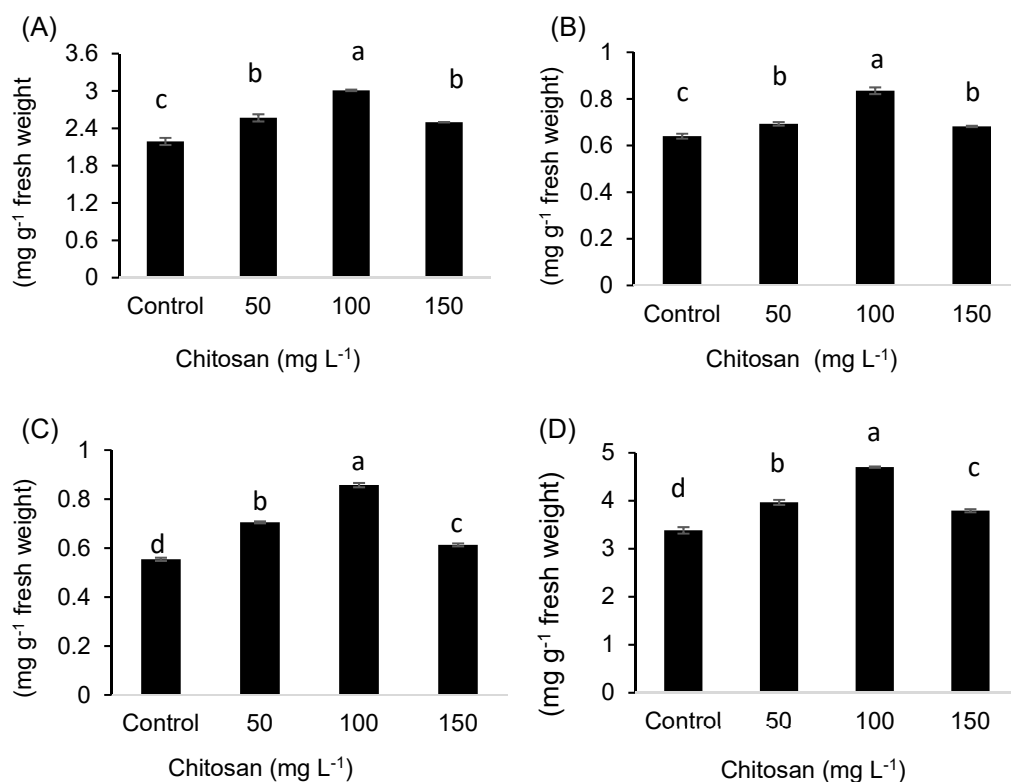 (A)
(mg g⁻¹ fresh weight
3.6
3
2.4
1.8
1.2
0.6
0
c
b
a
b
Control 50 100 150
Chitosan (mg L⁻¹)
(B)
(mg g⁻¹ fresh weight)
1
0.8
0.6
0.4
0.2
0
c
b
a
b
Control 50 100 150
Chitosan (mg L⁻¹)
(C)
(mg g⁻¹ fresh weight)
1
0.8
0.6
0.4
0.2
0
d
b
a
c
Control 50 100 150
Chitosan (mg L⁻¹)
(D)
(mg g⁻¹ fresh weight)
5
4
3
2
1
0
d
b
a
c
Control 50 100 150
Chitosan (mg L⁻¹)